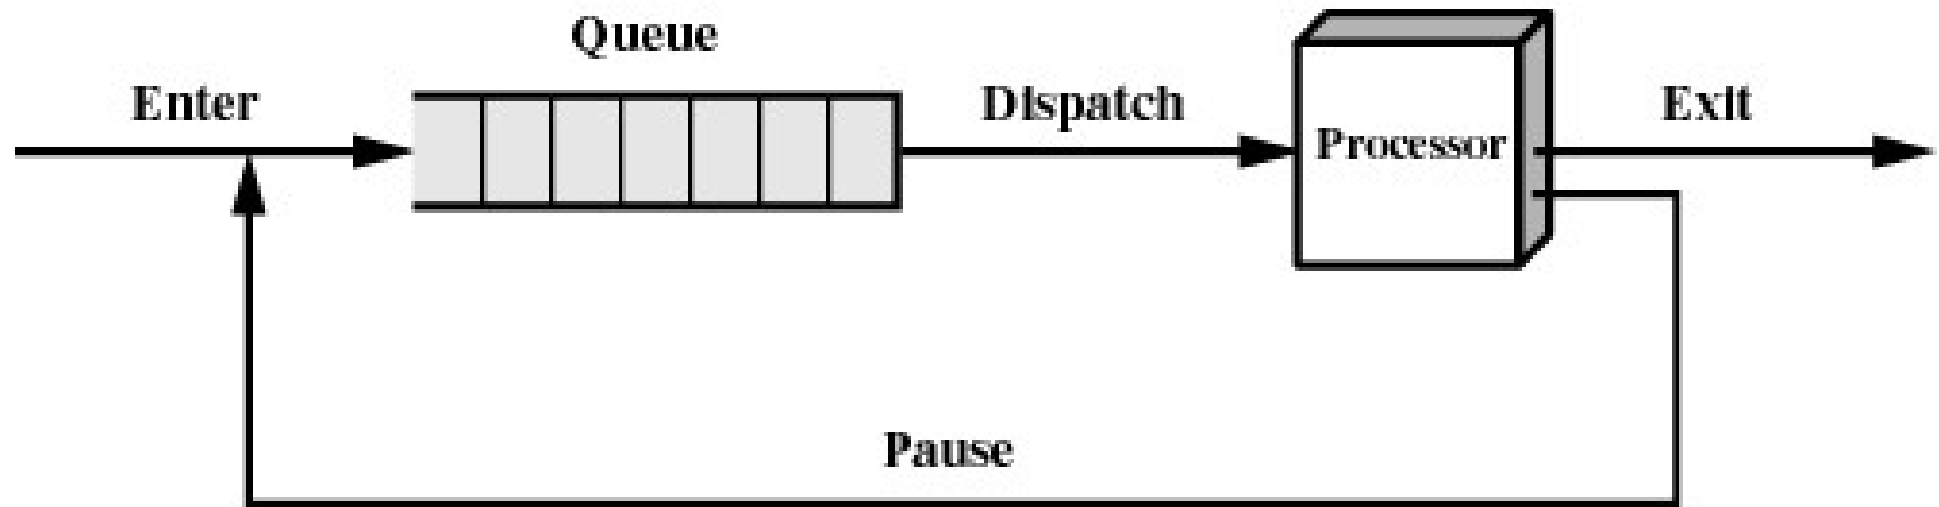 Queue
Enter
Dispatch
Processor
Exit
Pause